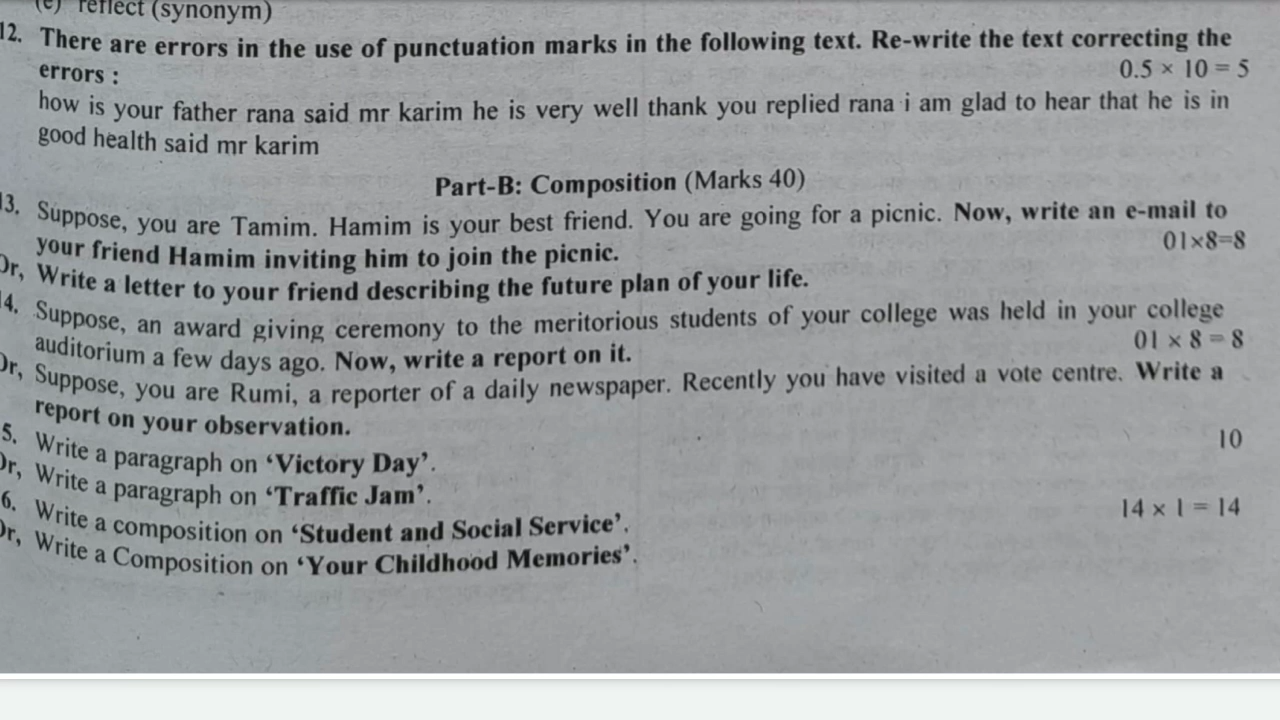 (e) reflect (synonym)
12. There are errors in the use of punctuation marks in the following text. Re-write the text correcting the
errors : 0.5 × 10 = 5
how is your father rana said mr karim he is very well thank you replied rana i am glad to hear that he is in
good health said mr karim
Part-B: Composition (Marks 40)
13. Suppose, you are Tamim. Hamim is your best friend. You are going for a picnic. Now, write an e-mail to
your friend Hamim inviting him to join the picnic. 01×8=8
Or, Write a letter to your friend describing the future plan of your life.
14. Suppose, an award giving ceremony to the meritorious students of your college was held in your college
auditorium a few days ago. Now, write a report on it. 01 × 8 = 8
Or, Suppose, you are Rumi, a reporter of a daily newspaper. Recently you have visited a vote centre. Write a
report on your observation.
5. Write a paragraph on ‘Victory Day’. 10
Or, Write a paragraph on ‘Traffic Jam’.
6. Write a composition on ‘Student and Social Service’. 14 × 1 = 14
Or, Write a Composition on ‘Your Childhood Memories’.